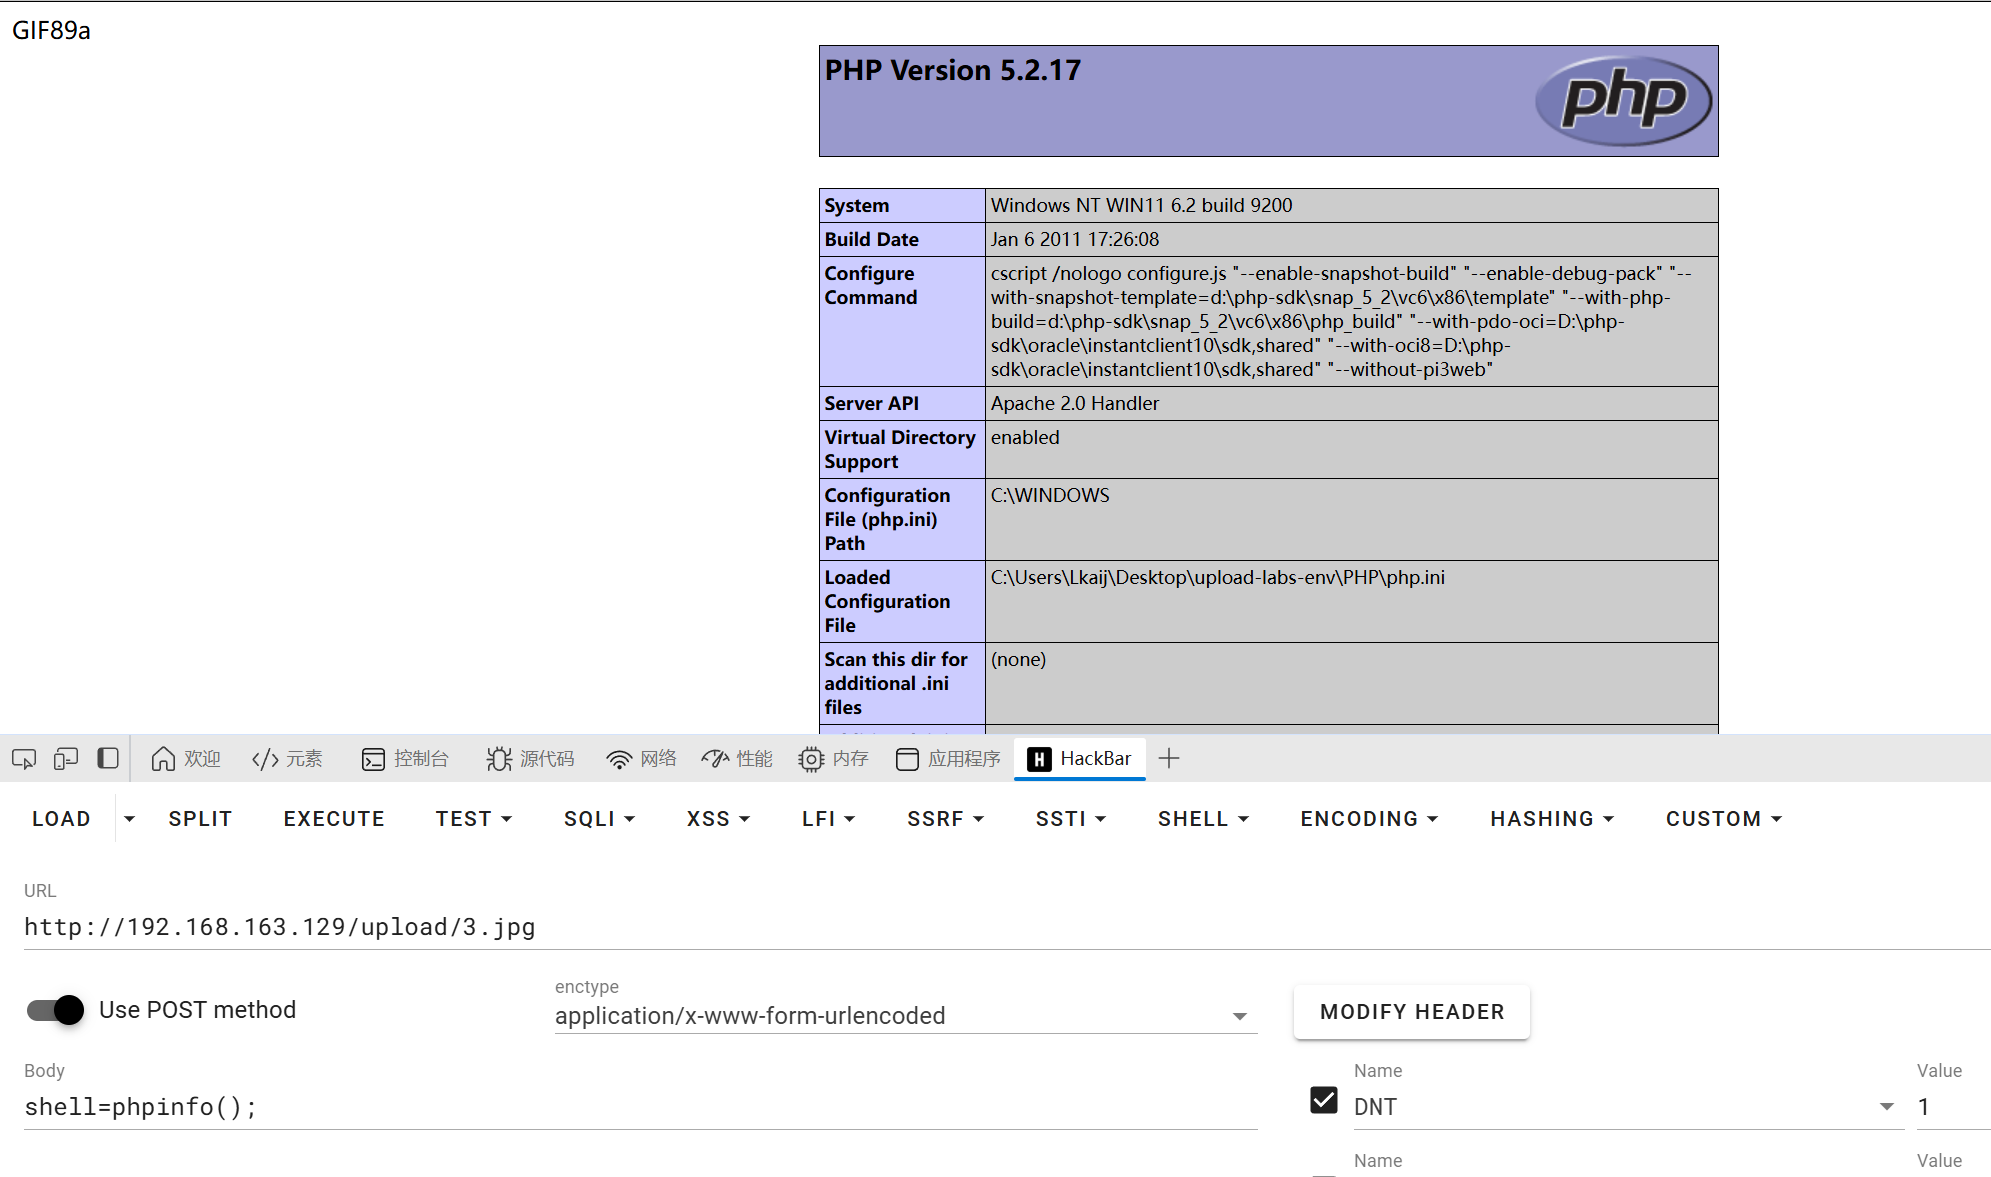 GIF89a
PHP Version 5.2.17
php
System
Windows NT WIN11 6.2 build 9200
Build Date
Jan 6 2011 17:26:08
Configure
Command
cscript /nologo configure.js "--enable-snapshot-build" "--enable-debug-pack" "--
with-snapshot-template=d:\php-sdk\snap_5_2\vc6\x86\template" "--with-php-
build=d:\php-sdk\snap_5_2\vc6\x86\php_build" "--with-pdo-oci=D:\php-
sdk\oracle\instantclient10\sdk,shared" "--with-oci8=D:\php-
sdk\oracle\instantclient10\sdk,shared" "--without-pi3web"
Server API
Apache 2.0 Handler
Virtual Directory
Support
enabled
Configuration
File (php.ini)
Path
C:\WINDOWS
Loaded
Configuration
File
C:\Users\Lkaij\Desktop\upload-labs-env\PHP\php.ini
Scan this dir for
additional .ini
files
(none)
欢迎 元素 控制台 源代码 网络 性能 内存 应用程序 HackBar
LOAD SPLIT EXECUTE TEST SQLI XSS LFI SSRF SSTI SHELL ENCODING HASHING CUSTOM
URL
http://192.168.163.129/upload/3.jpg
Use POST method
enctype
application/x-www-form-urlencoded
MODIFY HEADER
Body
shell=phpinfo();
Name
DNT
Value
1
Name
Value